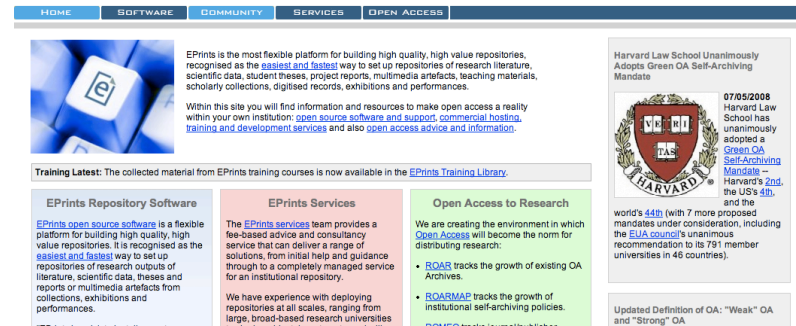 HOME SOFTWARE COMMUNITY SERVICES OPEN ACCESS
EPrints is the most flexible platform for building high quality, high value repositories,
recognised as the easiest and fastest way to set up repositories of research literature,
scientific data, student theses, project reports, multimedia artefacts, teaching materials,
scholarly collections, digitised records, exhibitions and performances.
Within this site you will find information and resources to make open access a reality
within your own institution: open source software and support, commercial hosting,
training and development services and also open access advice and information.
Training Latest: The collected material from EPrints training courses is now available in the EPrints Training Library.
EPrints Repository Software
EPrints open source software is a flexible
platform for building high quality, high
value repositories. It is recognised as the
easiest and fastest way to set up
repositories of research outputs of
literature, scientific data, theses and
reports or multimedia artefacts from
collections, exhibitions and
performances.
EPrints Services
The EPrints services team provides a
fee-based advice and consultancy
service that can deliver a range of
solutions, from initial help and guidance
through to a completely managed service
for an institutional repository.
We have experience with deploying
repositories at all scales, ranging from
large, broad-based research universities
Open Access to Research
We are creating the environment in which
Open Access will become the norm for
distributing research:
• ROAR tracks the growth of existing OA
Archives.
• ROARMAP tracks the growth of
institutional self-archiving policies.
Harvard Law School Unanimously
Adopts Green OA Self-Archiving
Mandate
VE RI
TAS
HARVARD
07/05/2008
Harvard Law
School has
unanimously
adopted a
Green OA
Self-Archiving
Mandate --
Harvard's 2nd,
the US's 4th,
and the
world's 44th (with 7 more proposed
mandates under consideration, including
the EUA council's unanimous
recommendation to its 791 member
universities in 46 countries).
Updated Definition of OA: "Weak" OA
and "Strong" OA